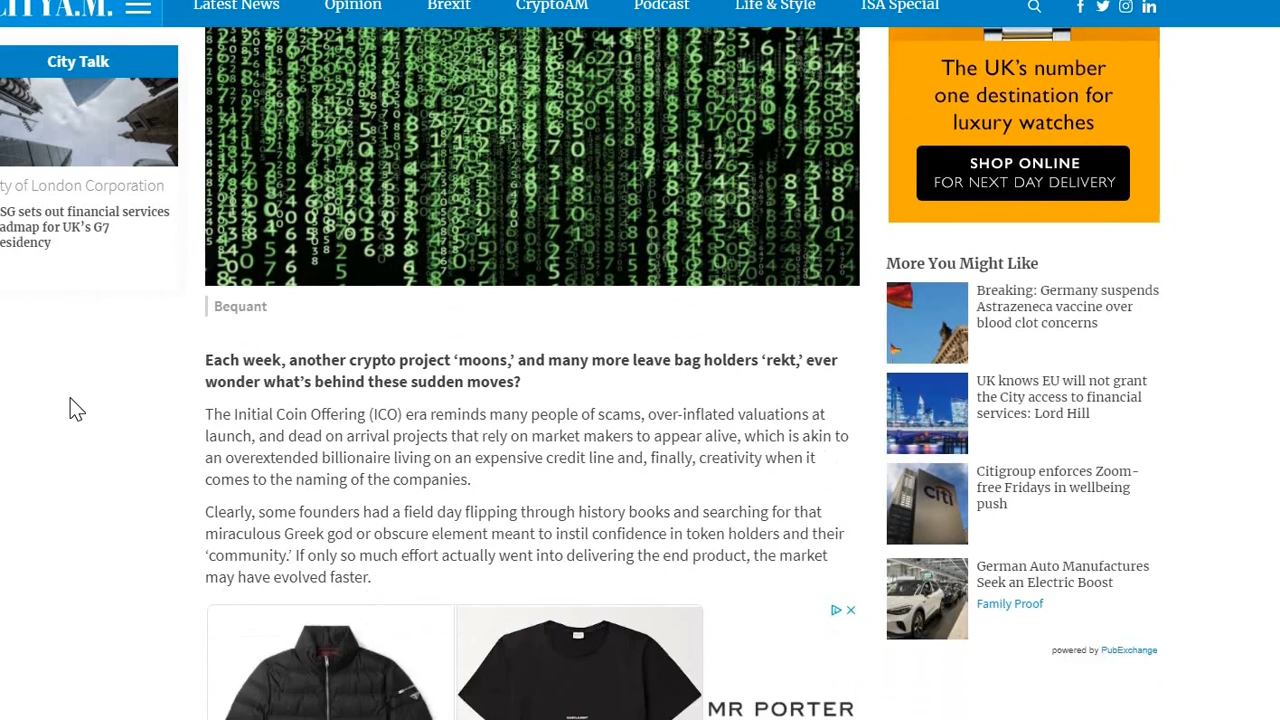 CITYA.M.
Latest News
Opinion
Brexit
CryptoAM
Podcast
Life & Style
ISA Special
City Talk
ty of London Corporation
SG sets out financial services
admap for UK's G7
esidency
Bequant
Each week, another crypto project ‘moons,’ and many more leave bag holders ‘rekt,’ ever
wonder what’s behind these sudden moves?
The Initial Coin Offering (ICO) era reminds many people of scams, over-inflated valuations at
launch, and dead on arrival projects that rely on market makers to appear alive, which is akin to
an overextended billionaire living on an expensive credit line and, finally, creativity when it
comes to the naming of the companies.
Clearly, some founders had a field day flipping through history books and searching for that
miraculous Greek god or obscure element meant to instil confidence in token holders and their
‘community.’ If only so much effort actually went into delivering the end product, the market
may have evolved faster.
MR PORTER
The UK’s number
one destination for
luxury watches
SHOP ONLINE
FOR NEXT DAY DELIVERY
More You Might Like
Breaking: Germany suspends
Astrazeneca vaccine over
blood clot concerns
UK knows EU will not grant
the City access to financial
services: Lord Hill
Citigroup enforces Zoom-
free Fridays in wellbeing
push
citi
German Auto Manufactures
Seek an Electric Boost
Family Proof
powered by PubExchange